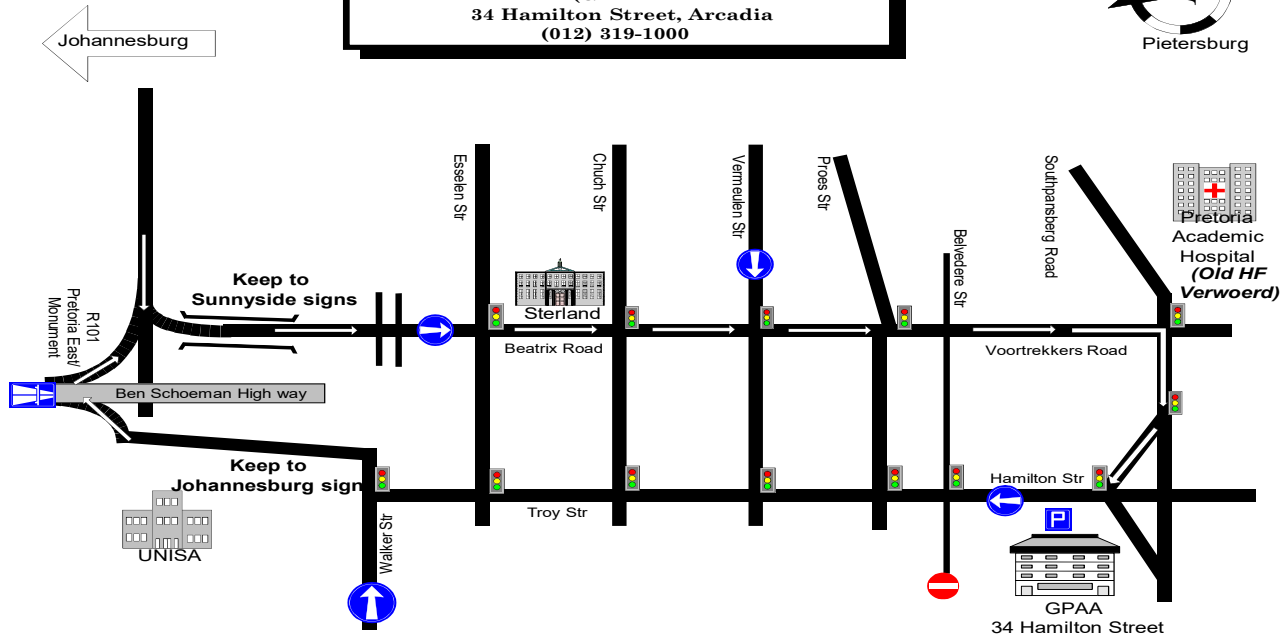 34 Hamilton Street, Arcadia
(012) 319-1000
Johannesburg
Pietersburg
Esselen Str
Chuch Str
Vermeulen Str
Proes Str
Belvedere Str
Southpansberg Road
Pretoria
Academic
Hospital
(Old HF
Verwoerd)
Keep to
Sunnyside signs
Sterland
R101
Pretoria East/
Monument
Beatrix Road
Voortrekkers Road
Ben Schoeman High way
Keep to
Johannesburg sign
Hamilton Str
Troy Str
P
UNISA
Walker Str
GPAA
34 Hamilton Street